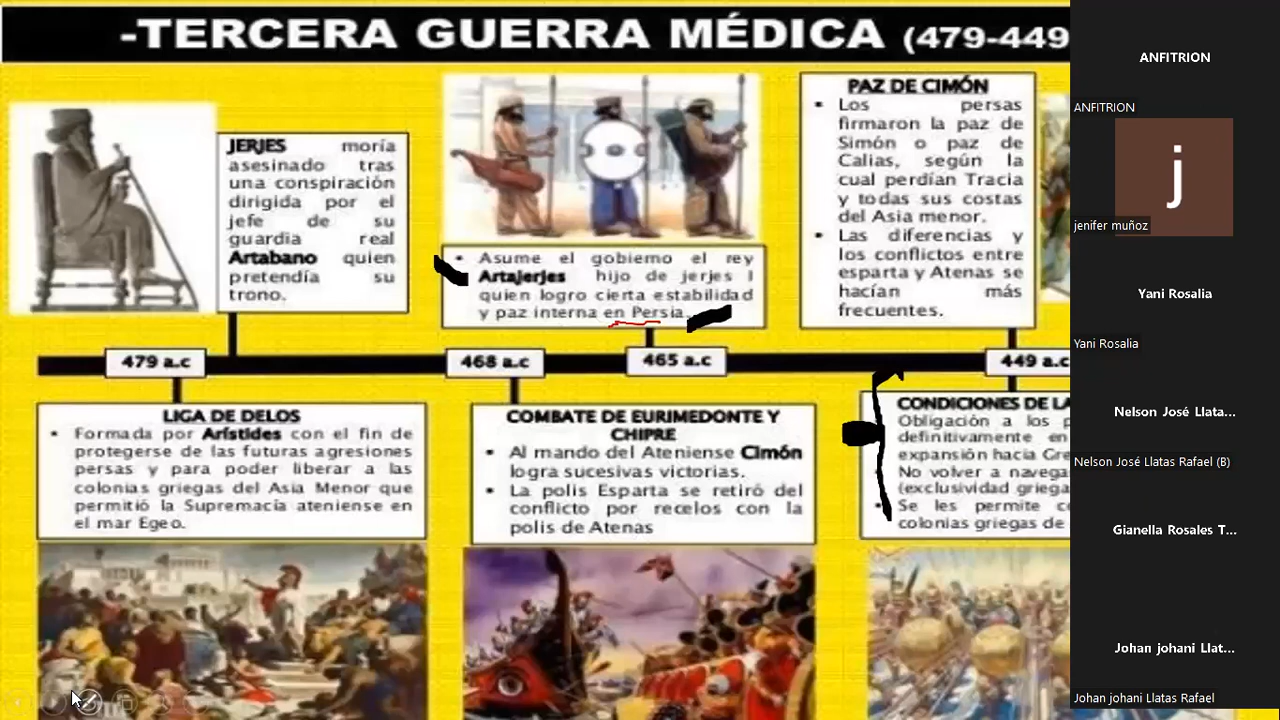 -TERCERA GUERRA MÉDICA (479-449
JERJES moría
asesinado tras
una conspiración
dirigida por el
jefe de su
guardia real
Artabano quien
pretendía su
trono.
▪ Asume el gobierno el rey
Artajerjes hijo de jerjes I
quien logro cierta estabilidad
y paz interna en Persia.
PAZ DE CIMÓN
▪ Los persas
firmaron la paz de
Simón o paz de
Calias, según la
cual perdían Tracia
y todas sus costas
del Asia menor.
▪ Las diferencias y
los conflictos entre
esparta y Atenas se
hacían más
frecuentes.
479 a.c
468 a.c
465 a.c
449 a.c
LIGA DE DELOS
▪ Formada por Arístides con el fin de
protegerse de las futuras agresiones
persas y para poder liberar a las
colonias griegas del Asia Menor que
permitió la Supremacía ateniense en
el mar Egeo.
COMBATE DE EURIMEDONTE Y
CHIPRE
▪ Al mando del Ateniense Cimón
logra sucesivas victorias.
▪ La polis Esparta se retiró del
conflicto por recelos con la
polis de Atenas
CONDICIONES DE LA
Obligación a los p
definitivamente en
expansión hacia Gre
No volver a navega
(exclusividad griega
▪ Se les permite c
colonias griegas de
ANFITRION
ANFITRION
j
jenifer muñoz
Yani Rosalia
Yani Rosalia
Nelson José Llata...
Nelson José Llatas Rafael (B)
Gianella Rosales T...
Johan johani Llat...
Johan johani Llatas Rafael